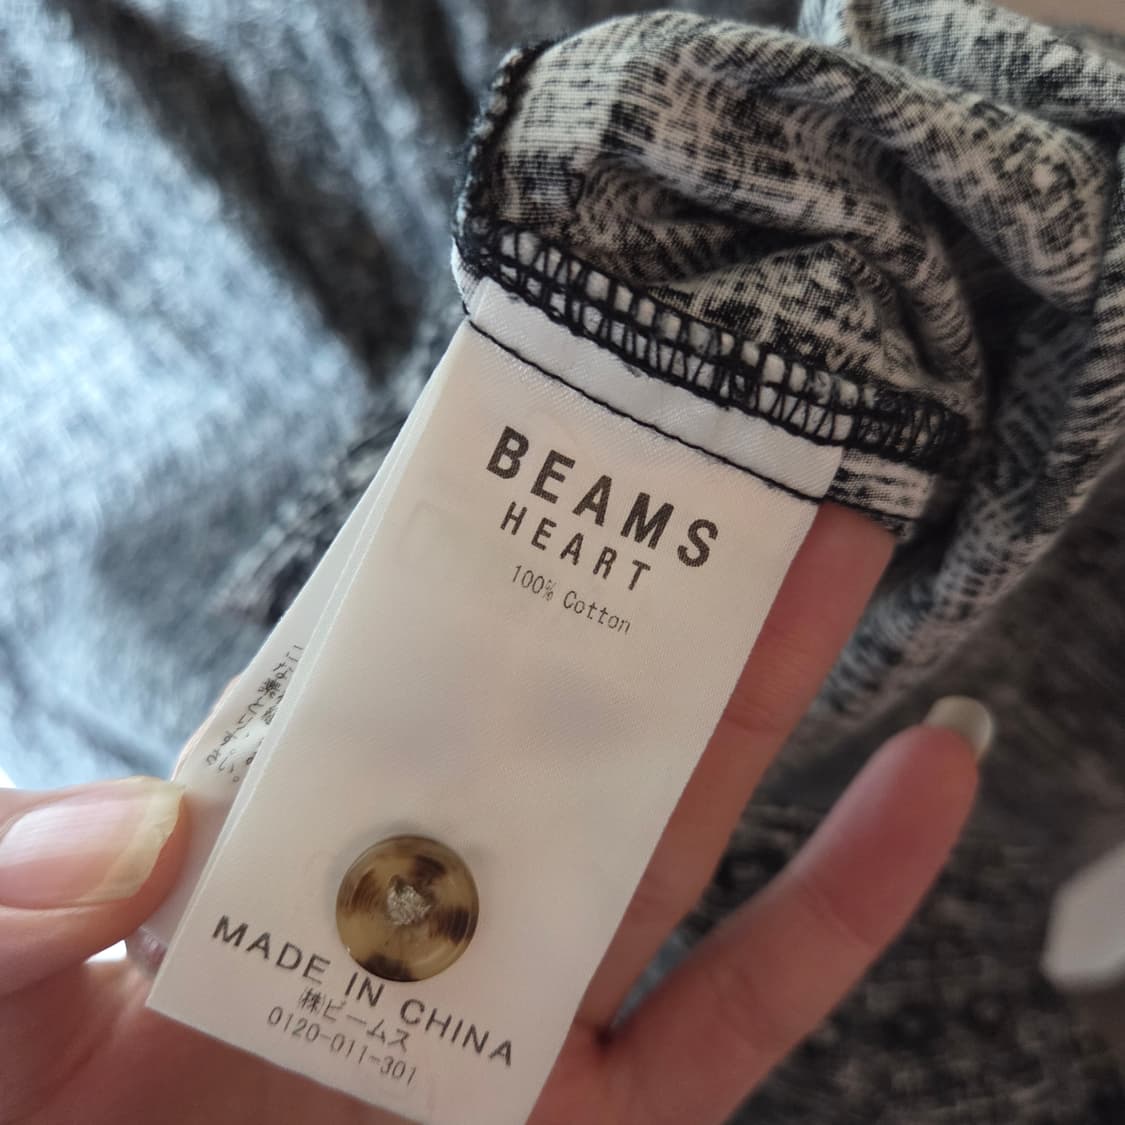 BEAMS
HEART
100% Cotton
MADE IN CHINA
㈱ビームス
0120-011-301